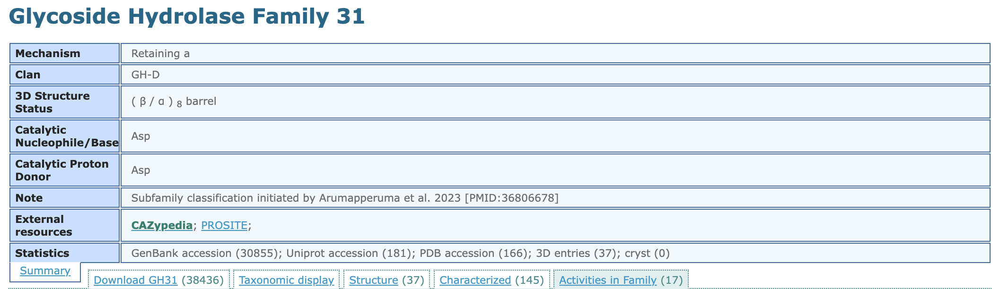 Glycoside Hydrolase Family 31
Mechanism Retaining a
Clan GH-D
3D Structure
Status
( β / α ) 8 barrel
Catalytic
Nucleophile/Base
Asp
Catalytic Proton
Donor
Asp
Note Subfamily classification initiated by Arumapperuma et al. 2023 [PMID:36806678]
External
resources
CAZypedia; PROSITE;
Statistics GenBank accession (30855); Uniprot accession (181); PDB accession (166); 3D entries (37); cryst (0)
Summary Download GH31 (38436) Taxonomic display Structure (37) Characterized (145) Activities in Family (17)